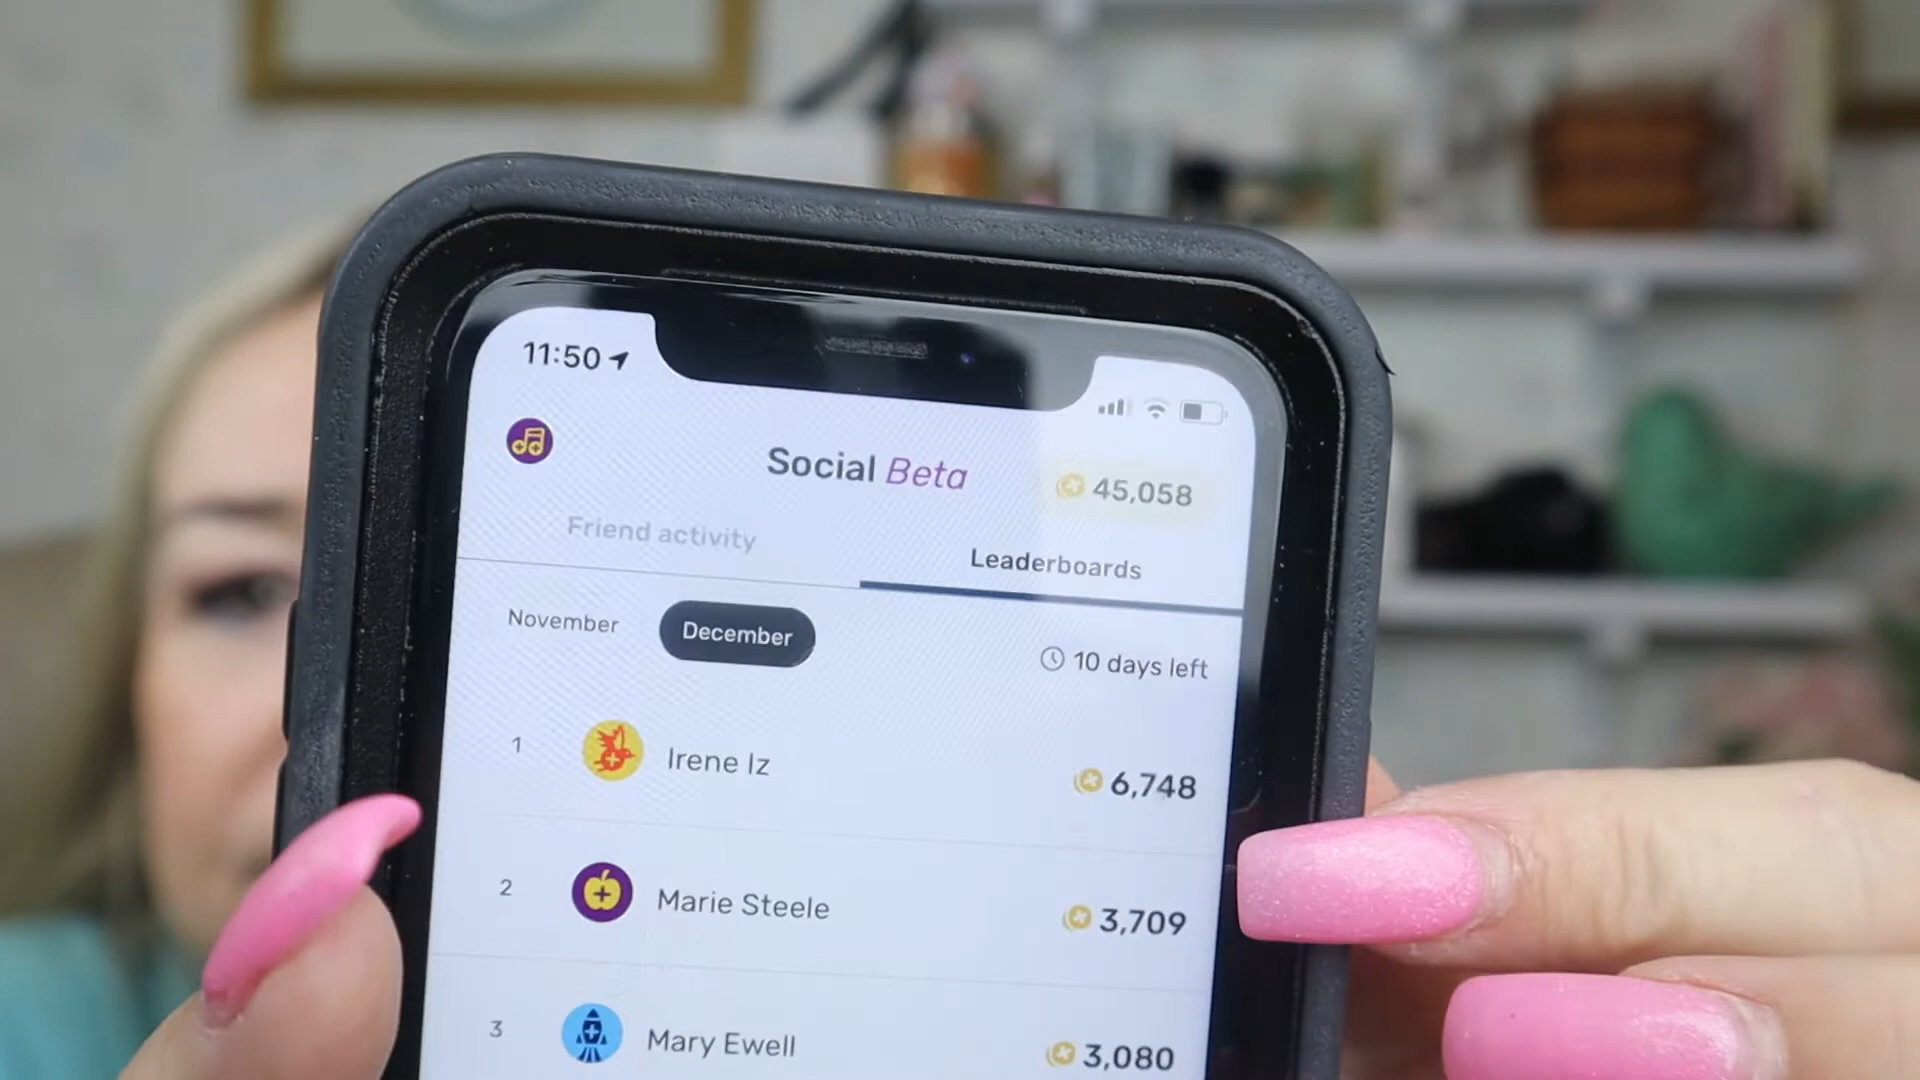 11:50
Social Beta
45,058
Friend activity
Leaderboards
November
December
10 days left
1
Irene Iz
6,748
2
Marie Steele
3,709
3
Mary Ewell
3,080